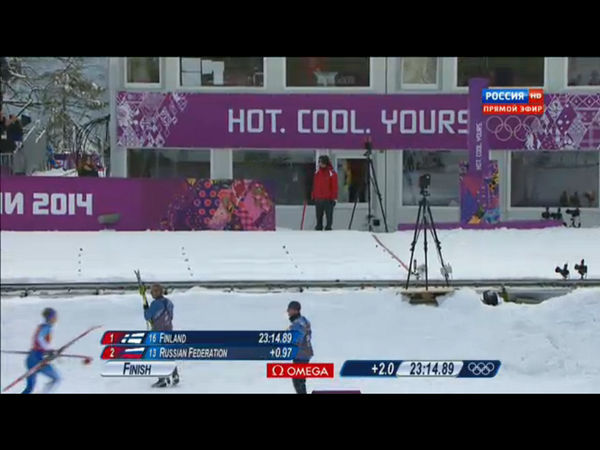 РОССИЯ HD
ПРЯМОЙ ЭФИР
HOT. COOL. YOURS
И 2014
1 16 FINLAND 23:14.89
2 13 RUSSIAN FEDERATION +0.97
FINISH
Ω OMEGA
+2.0 23:14.89